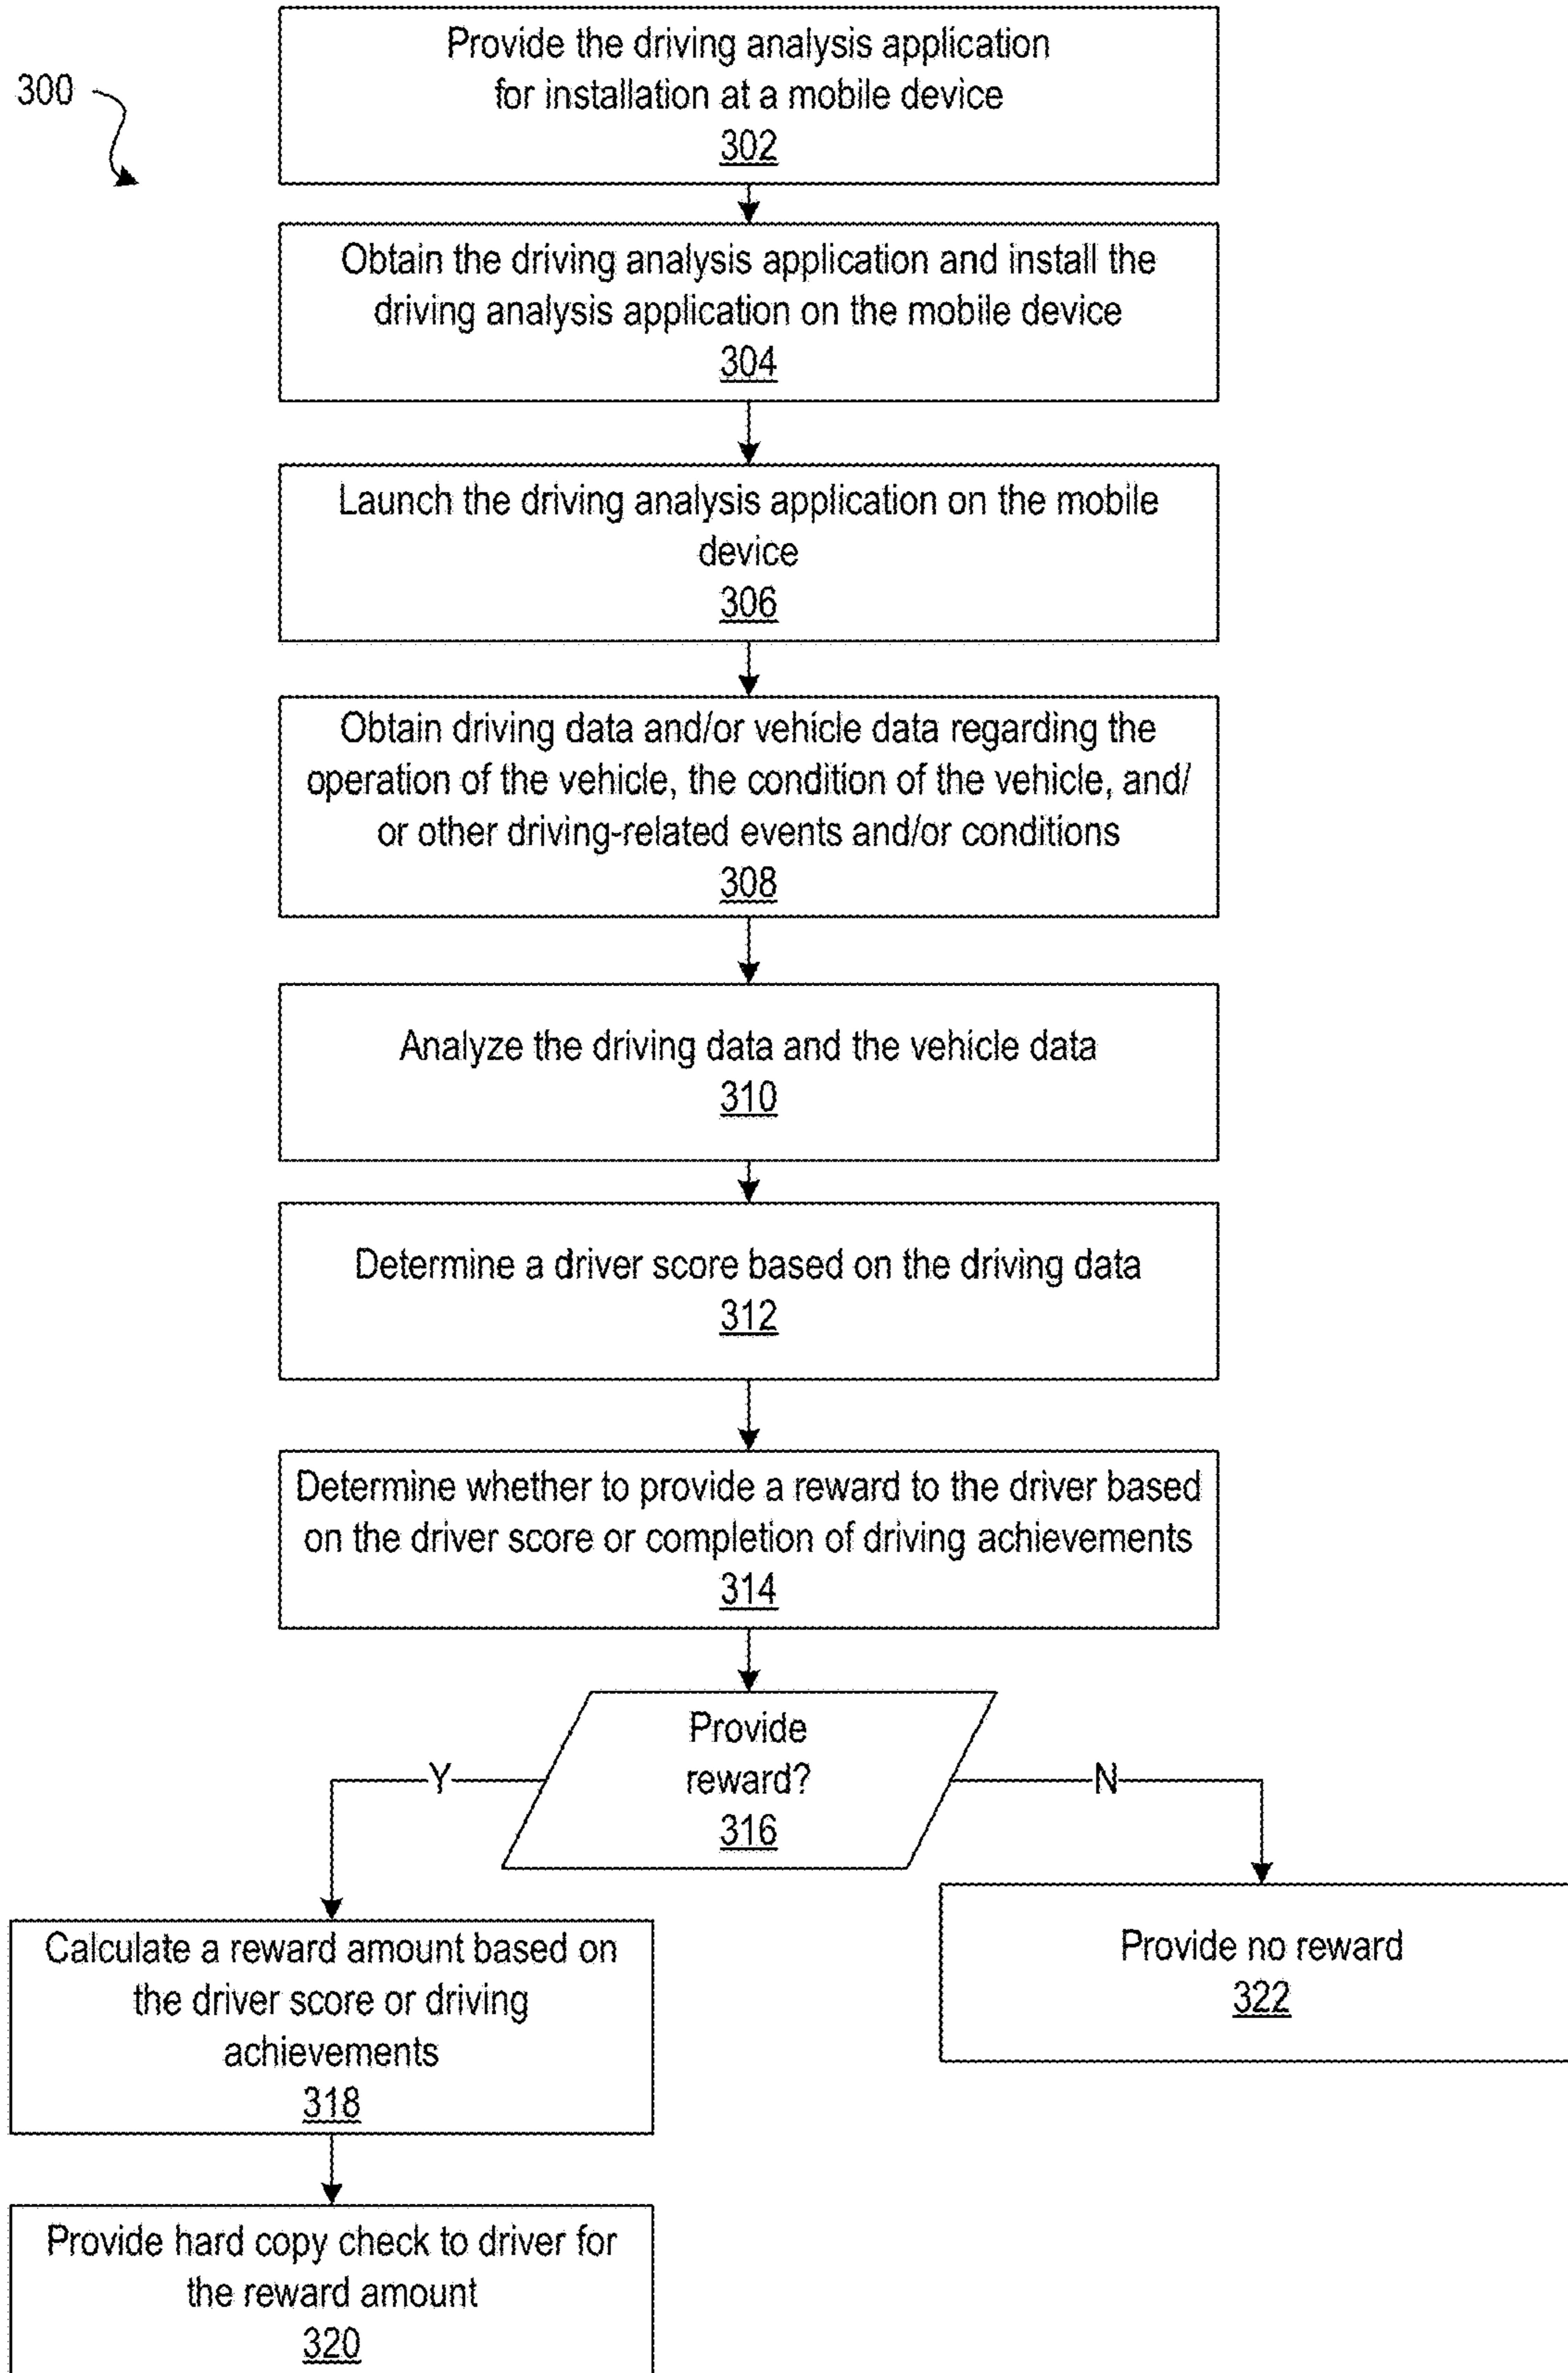 300
Provide the driving analysis application
for installation at a mobile device
302
Obtain the driving analysis application and install the
driving analysis application on the mobile device
304
Launch the driving analysis application on the mobile
device
306
Obtain driving data and/or vehicle data regarding the
operation of the vehicle, the condition of the vehicle, and/
or other driving-related events and/or conditions
308
Analyze the driving data and the vehicle data
310
Determine a driver score based on the driving data
312
Determine whether to provide a reward to the driver based
on the driver score or completion of driving achievements
314
Provide
reward?
316
Y
N
Calculate a reward amount based on
the driver score or driving
achievements
318
Provide no reward
322
Provide hard copy check to driver for
the reward amount
320